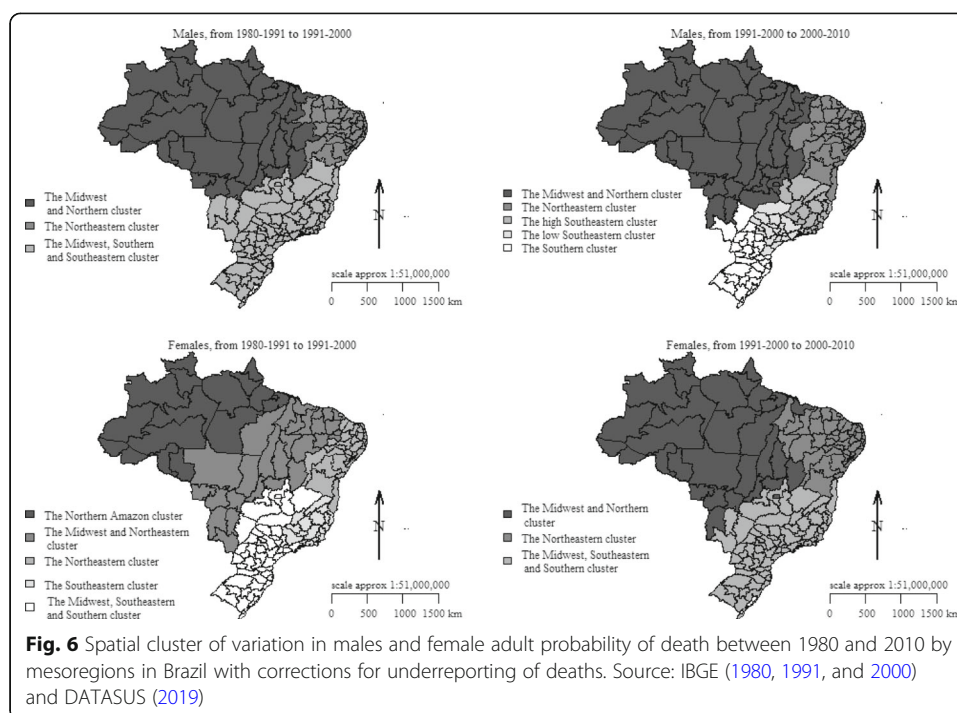 Males, from 1980-1991 to 1991-2000
The Midwest
and Northern cluster
The Northeastern cluster
The Midwest, Southern
and Southeastern cluster
N
scale approx 1:51,000,000
0 500 1000 1500 km
Males, from 1991-2000 to 2000-2010
The Midwest and Northern cluster
The Northeastern cluster
The high Southeastern cluster
The low Southeastern cluster
The Southern cluster
N
scale approx 1:51,000,000
0 500 1000 1500 km
Females, from 1980-1991 to 1991-2000
The Northern Amazon cluster
The Midwest and Northeastern
cluster
The Northeastern cluster
The Southeastern cluster
The Midwest, Southeastern
and Southern cluster
N
scale approx 1:51,000,000
0 500 1000 1500 km
Females, from 1991-2000 to 2000-2010
The Midwest and Northern
cluster
The Northeastern cluster
The Midwest, Southeastern
and Southern cluster
N
scale approx 1:51,000,000
0 500 1000 1500 km
Fig. 6 Spatial cluster of variation in males and female adult probability of death between 1980 and 2010 by
mesoregions in Brazil with corrections for underreporting of deaths. Source: IBGE (1980, 1991, and 2000)
and DATASUS (2019)